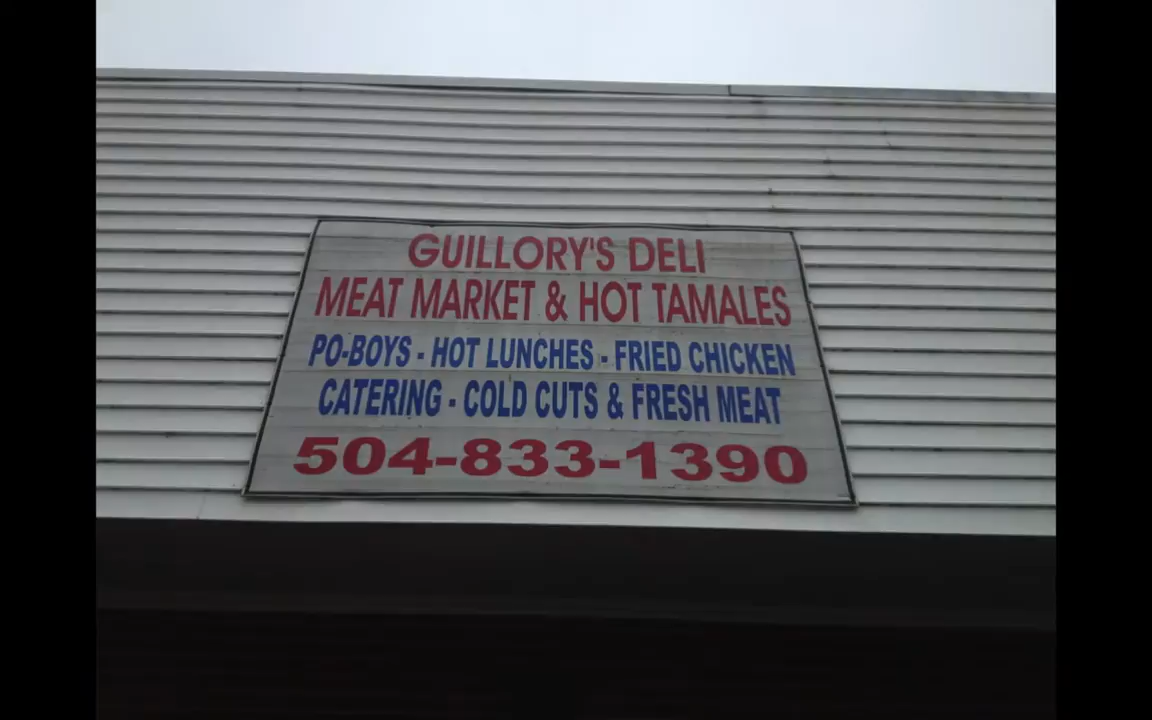 GUILLORY'S DELI
MEAT MARKET & HOT TAMALES
PO-BOYS - HOT LUNCHES - FRIED CHICKEN
CATERING - COLD CUTS & FRESH MEAT
504-833-1390